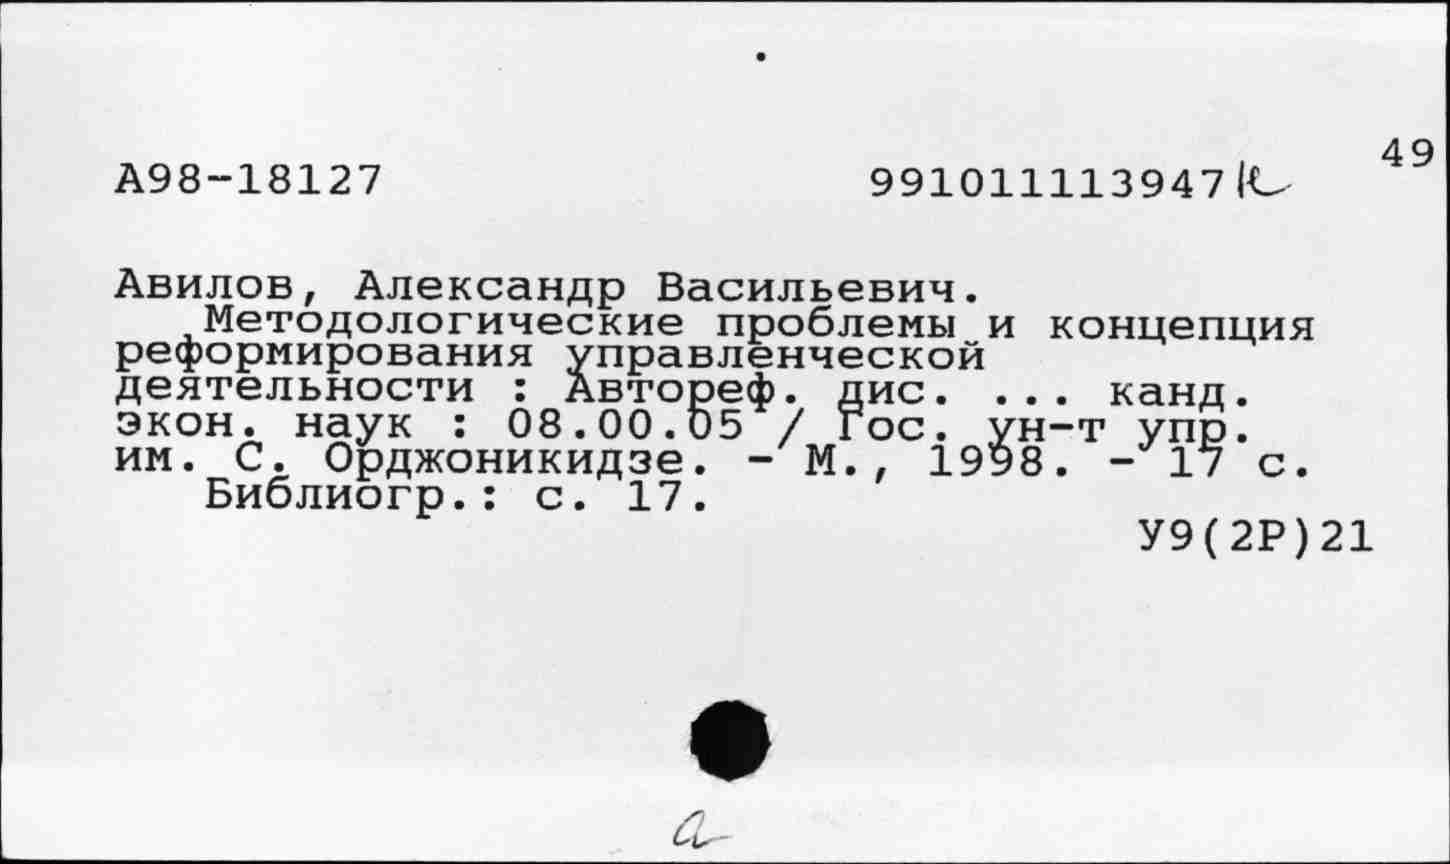 49
А98-18127 991011113947 к
Авилов, Александр Васильевич.
Методологические проблемы и концепция
реформирования управленческой
деятельности : Автореф. дис. ... канд.
экон. наук : 08.00.05 / Гос. ун-т упр.
им. С. Орджоникидзе. - М., 1998. - 17 с.
Библиогр.: с. 17.
У9(2Р)21
а